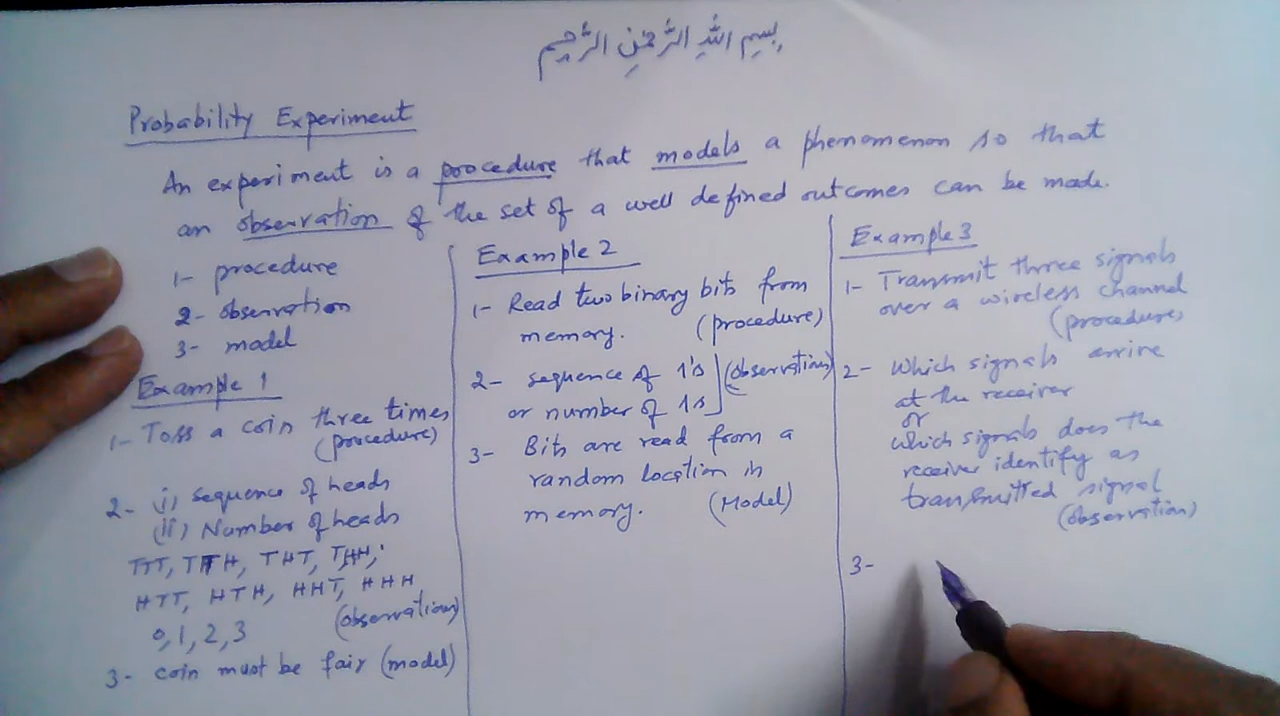 بِسْمِ اللّٰهِ الرَّحْمٰنِ الرَّحِيْمِ
Probability Experiment
An experiment is a procedure that models a phenomenon so that
an observation of the set of a well defined outcomes can be made.
1- procedure
2- observation
3- model
Example 1
1- Toss a coin three times
(procedure)
2- (i) Sequence of heads
(ii) Number of heads
TTT, TTH, THT, THH,
HTT, HTH, HHT, HHH
(observation)
0, 1, 2, 3
3- coin must be fair (model)
Example 2
1- Read two binary bits from
memory. (procedure)
2- sequence of 1's
or number of 1s
(observation)
3- Bits are read from a
random location in
memory. (Model)
Example 3
1- Transmit three signals
over a wireless channel
(procedure)
2- Which signals arrive
at the receiver
or
which signals does the
receiver identify as
transmitted signal
(observation)
3-